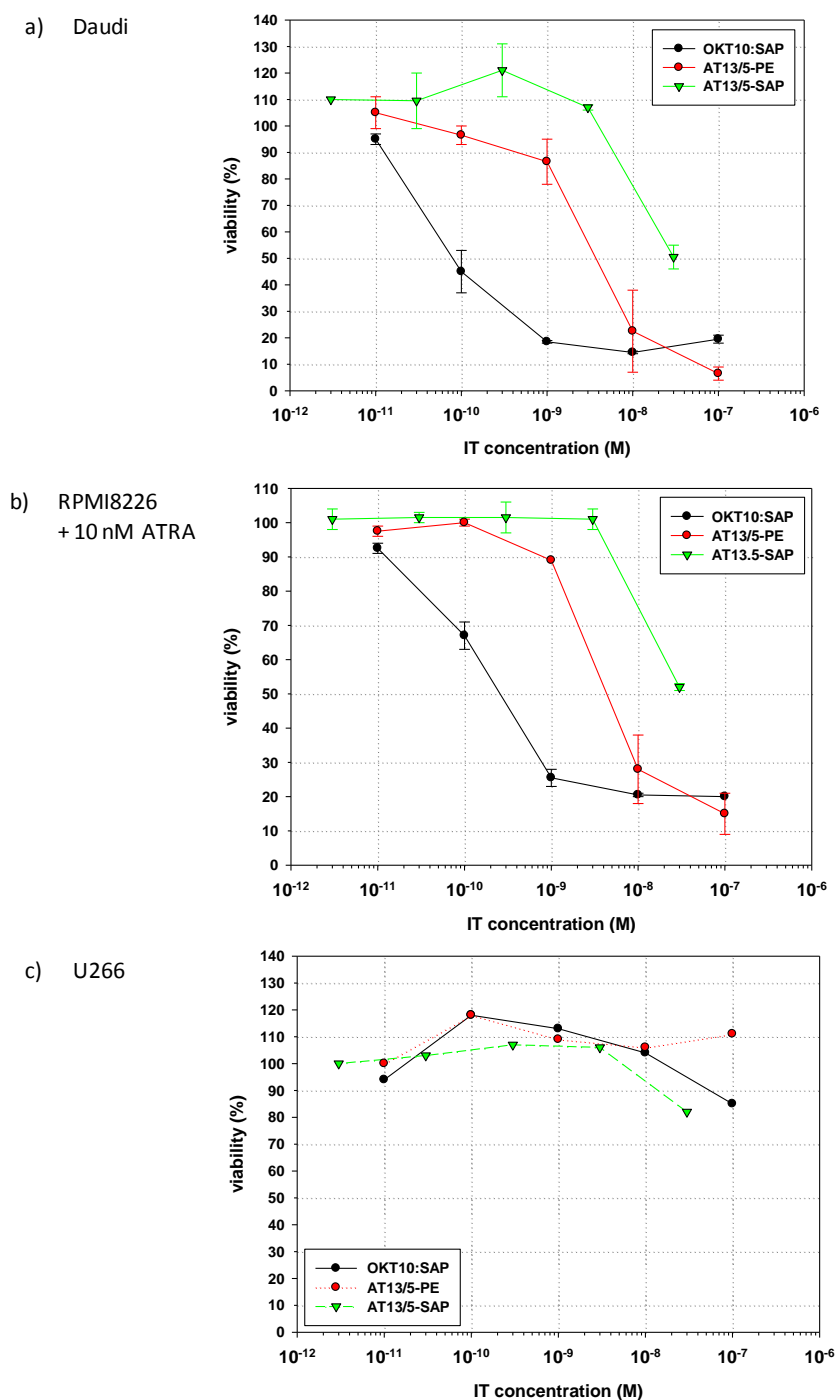 a) Daudi
140
130
120
110
100
90
80
70
60
50
40
30
20
10
0
viability (%)
OKT10:SAP
AT13/5-PE
AT13/5-SAP
10-12 10-11 10-10 10-9 10-8 10-7 10-6
IT concentration (M)
b) RPMI8226
+ 10 nM ATRA
110
100
90
80
70
60
50
40
30
20
10
0
viability (%)
OKT10:SAP
AT13/5-PE
AT13.5-SAP
10-12 10-11 10-10 10-9 10-8 10-7 10-6
IT concentration (M)
c) U266
140
130
120
110
100
90
80
70
60
50
40
30
20
10
0
viability (%)
OKT10:SAP
AT13/5-PE
AT13/5-SAP
10-12 10-11 10-10 10-9 10-8 10-7 10-6
IT concentration (M)